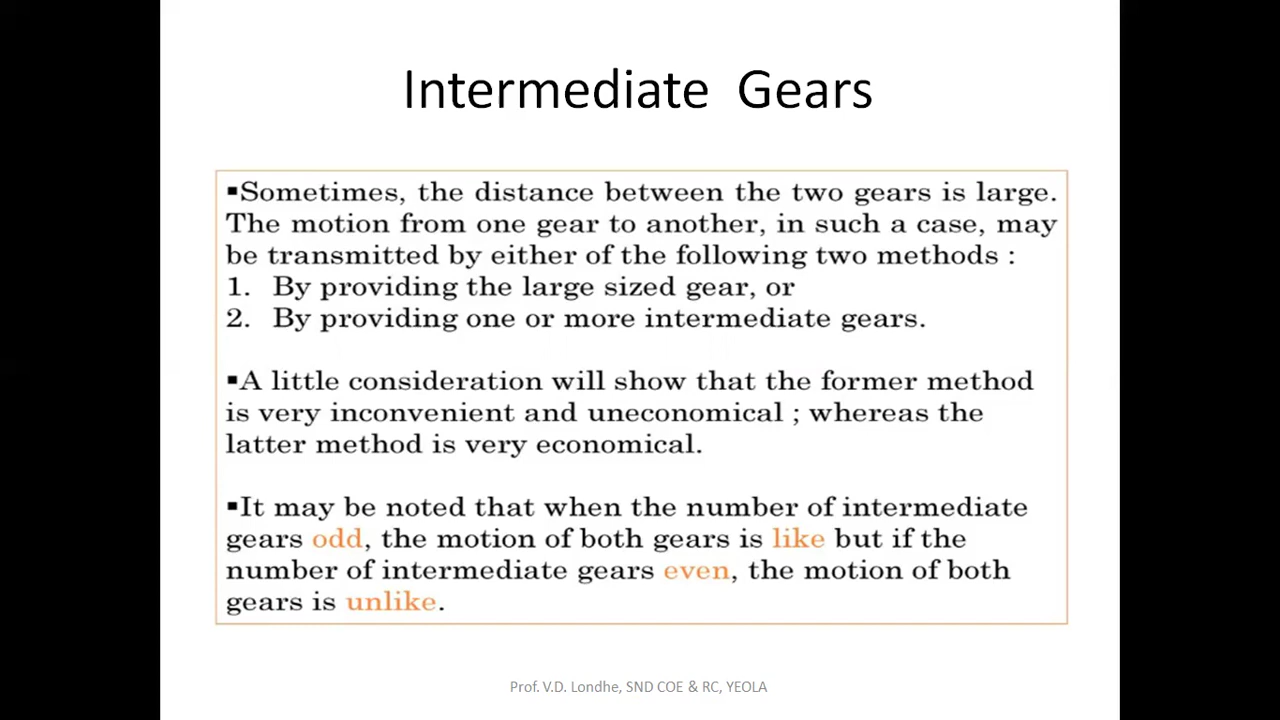 Intermediate Gears
▪Sometimes, the distance between the two gears is large.
The motion from one gear to another, in such a case, may
be transmitted by either of the following two methods :
1. By providing the large sized gear, or
2. By providing one or more intermediate gears.
▪A little consideration will show that the former method
is very inconvenient and uneconomical ; whereas the
latter method is very economical.
▪It may be noted that when the number of intermediate
gears odd, the motion of both gears is like but if the
number of intermediate gears even, the motion of both
gears is unlike.
Prof. V.D. Londhe, SND COE & RC, YEOLA